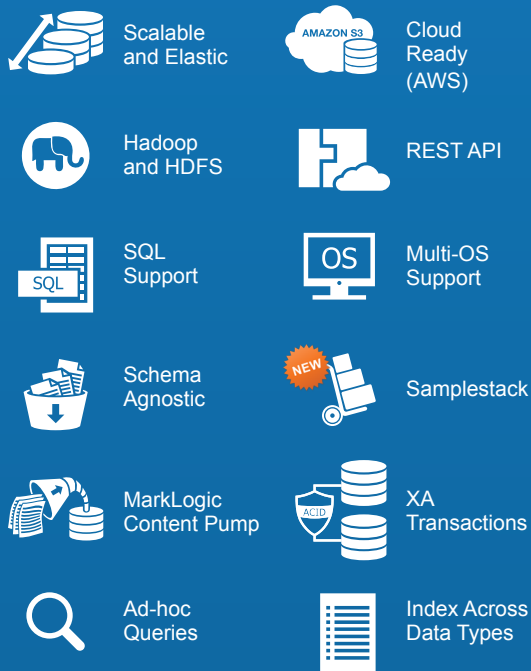 Scalable
and Elastic
AMAZON S3
Cloud
Ready
(AWS)
Hadoop
and HDFS
REST API
SQL
SQL
Support
OS
Multi-OS
Support
Schema
Agnostic
NEW
Samplestack
MarkLogic
Content Pump
ACID
XA
Transactions
Ad-hoc
Queries
Index Across
Data Types